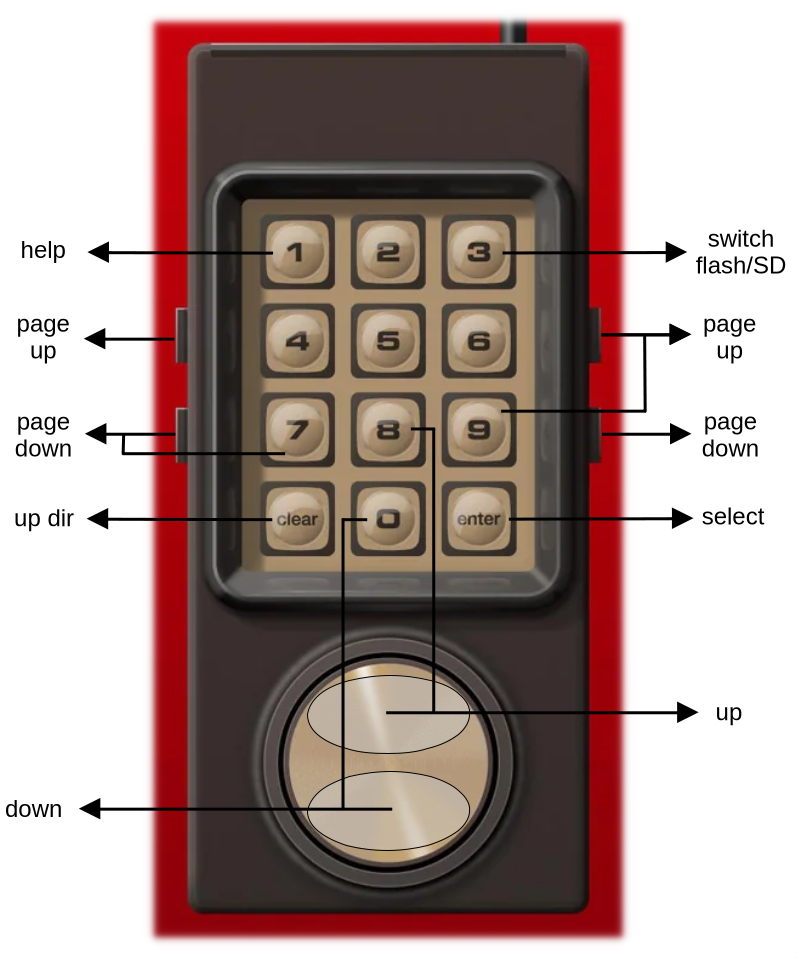 1 2 3
help
switch
flash/SD
4 5 6
page
up
page
up
7 8 9
page
down
page
down
clear 0 enter
up dir
select
up
down